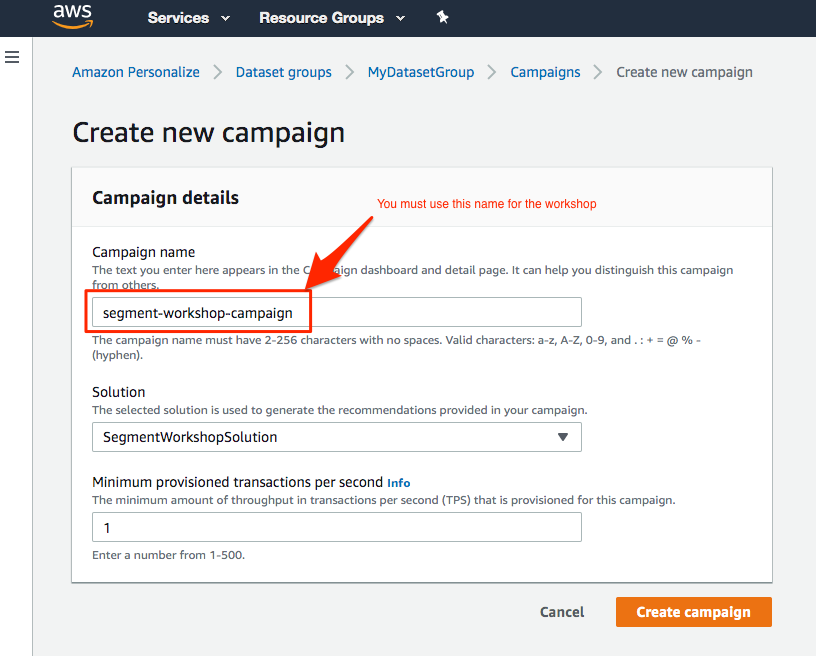 aws Services Resource Groups
Amazon Personalize Dataset groups MyDatasetGroup Campaigns Create new campaign
Create new campaign
Campaign details
You must use this name for the workshop
Campaign name
The text you enter here appears in the C ign dashboard and detail page. It can help you distinguish this campaign
from others.
segment-workshop-campaign
The campaign name must have 2-256 characters with no spaces. Valid characters: a-z, A-Z, 0-9, and . : + = @ % -
(hyphen).
Solution
The selected solution is used to generate the recommendations provided in your campaign.
SegmentWorkshopSolution
Minimum provisioned transactions per second Info
The minimum amount of throughput in transactions per second (TPS) that is provisioned for this campaign.
1
Enter a number from 1-500.
Cancel Create campaign